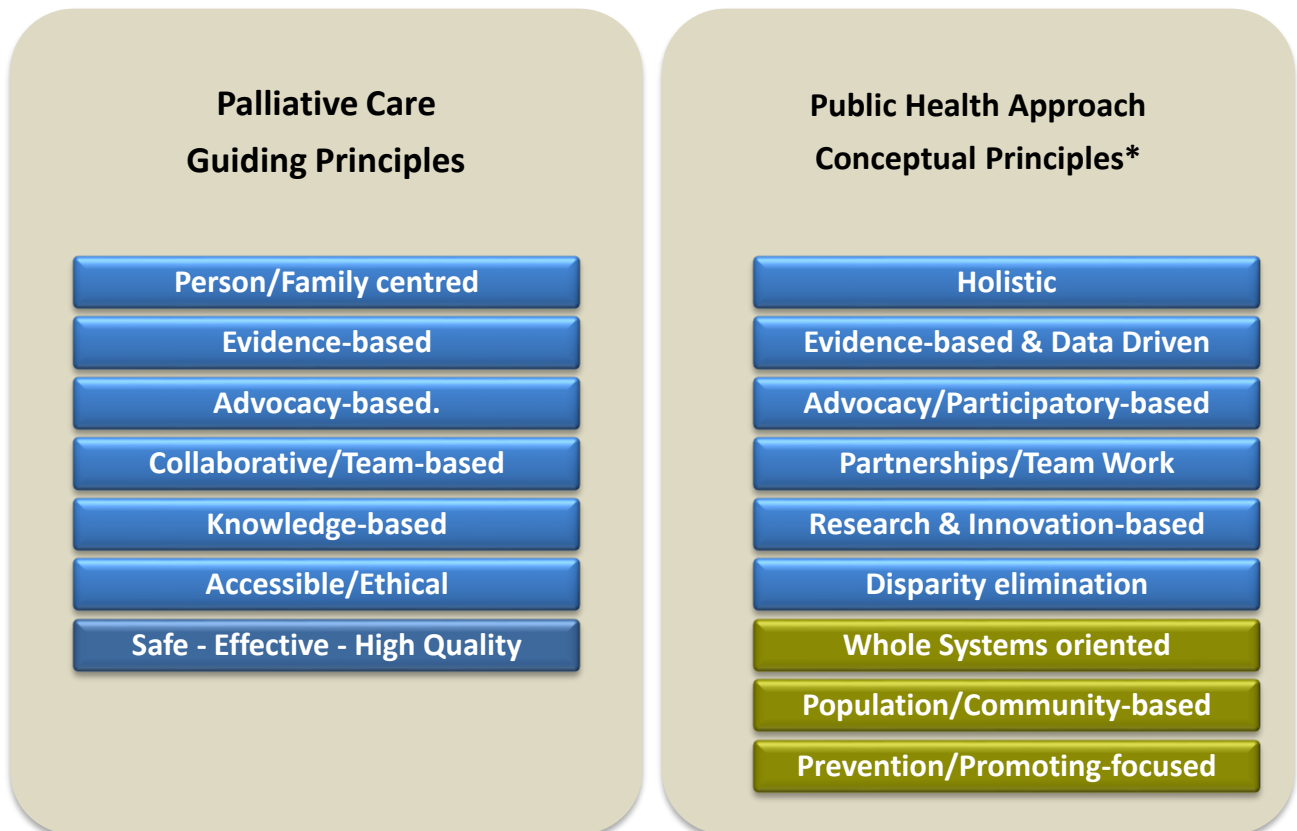 Palliative Care
Guiding Principles
Person/Family centred
Evidence-based
Advocacy-based.
Collaborative/Team-based
Knowledge-based
Accessible/Ethical
Safe - Effective - High Quality
Public Health Approach
Conceptual Principles*
Holistic
Evidence-based & Data Driven
Advocacy/Participatory-based
Partnerships/Team Work
Research & Innovation-based
Disparity elimination
Whole Systems oriented
Population/Community-based
Prevention/Promoting-focused